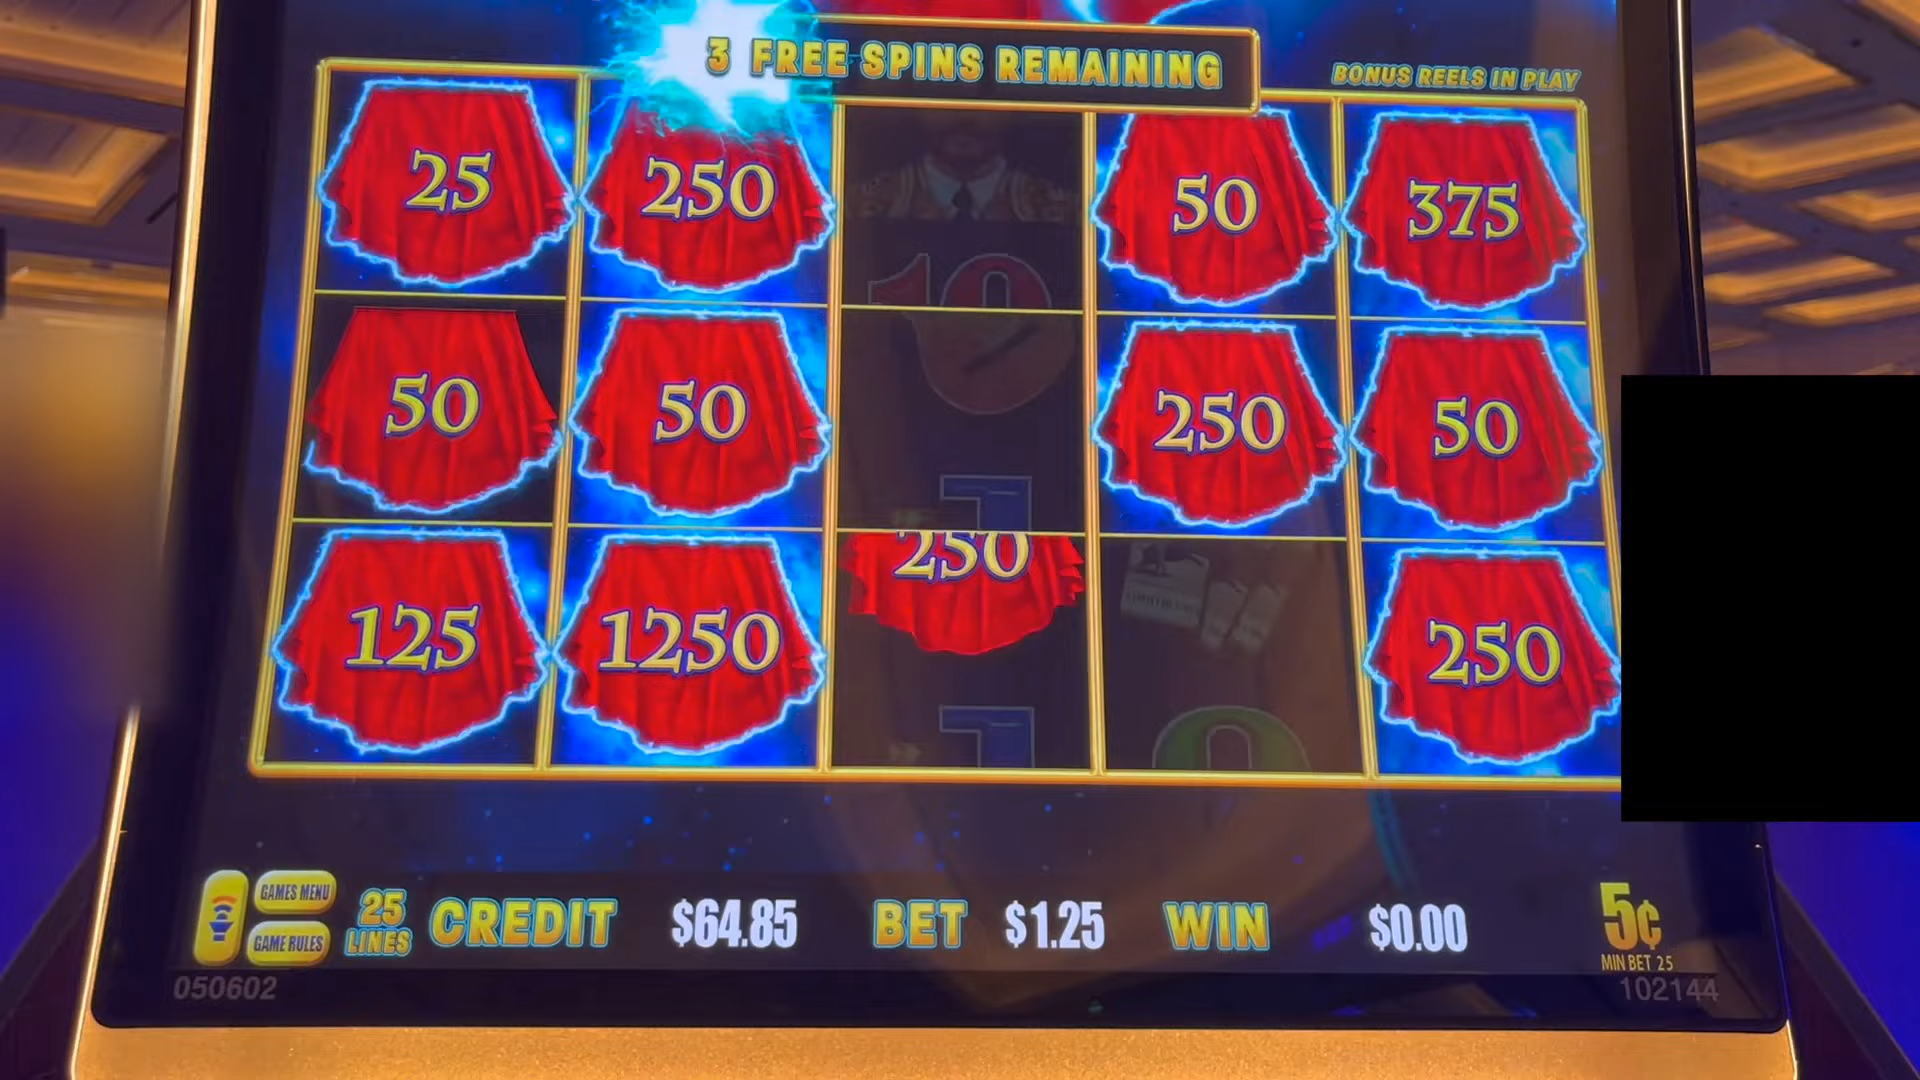 3 FREE SPINS REMAINING
BONUS REELS IN PLAY
25
250
50
375
10
50
50
250
50
125
1250
250
250
GAMES MENU
GAME RULES
25
LINES
CREDIT
$64.85
BET
$1.25
WIN
$0.00
5¢
MIN BET 25
050602
102144